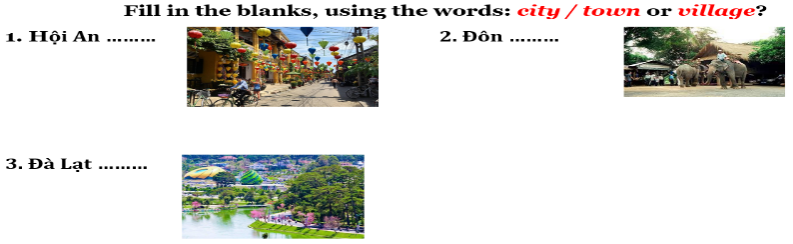 Fill in the blanks, using the words: city / town or village?
1. Hội An .........
2. Đôn .........
3. Đà Lạt .........